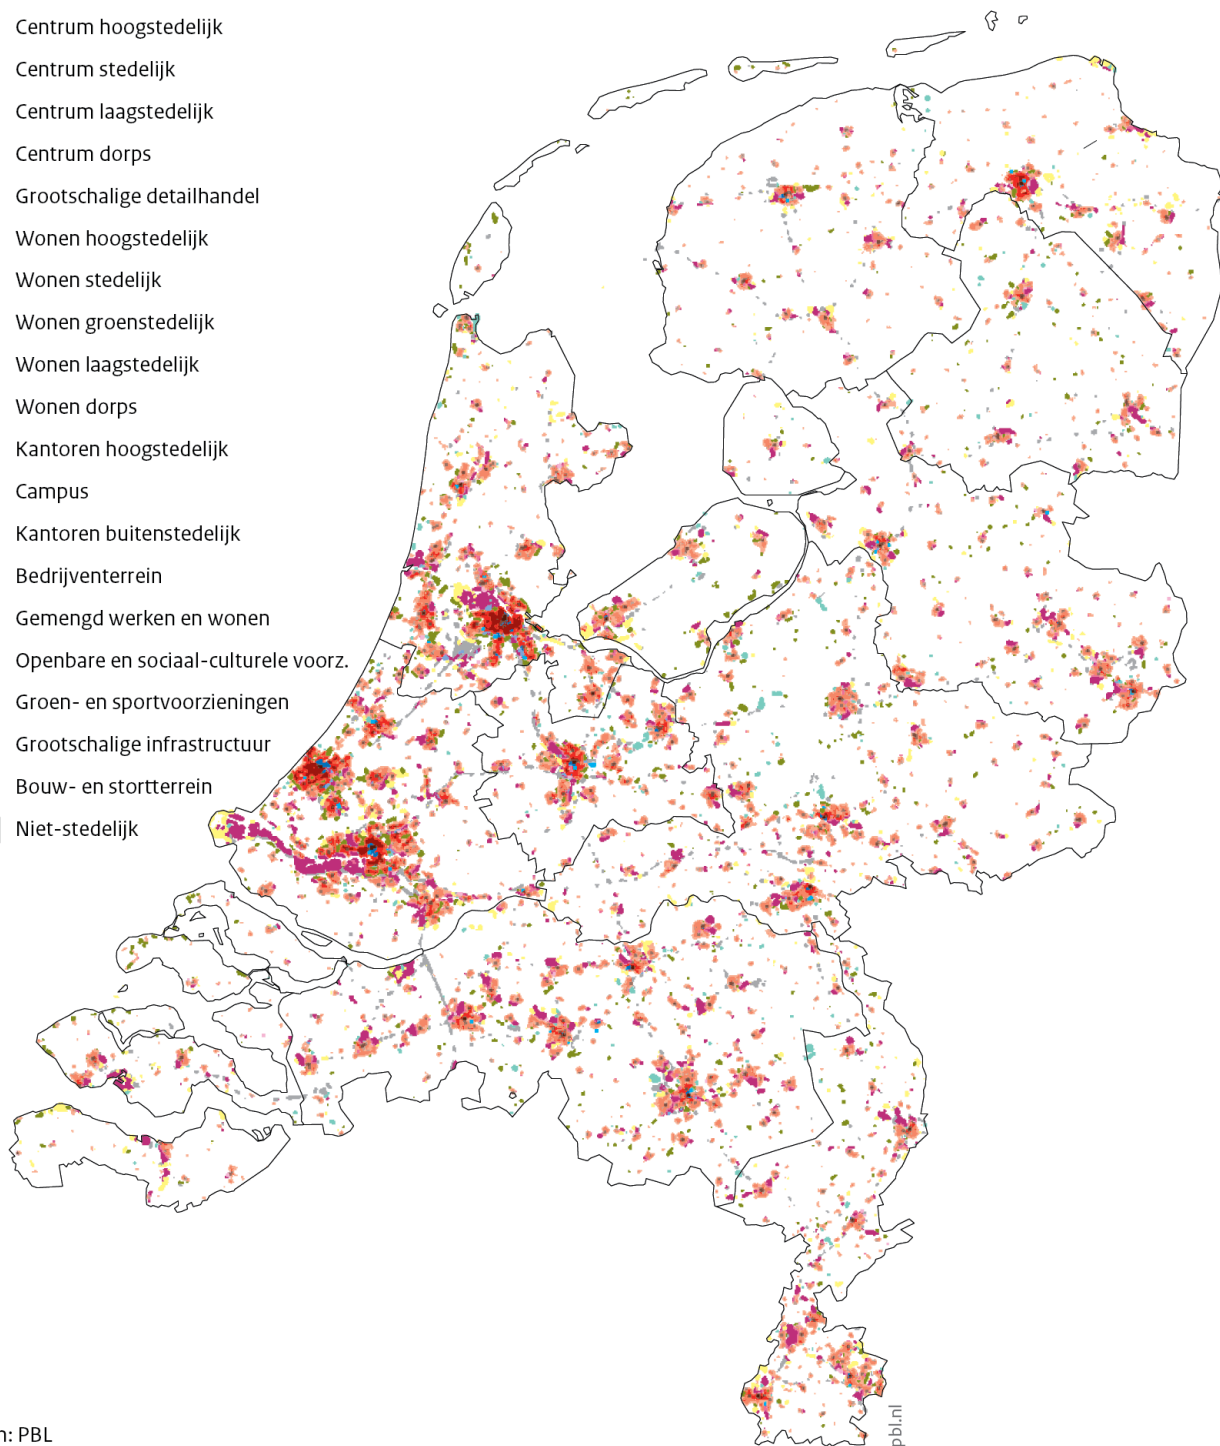 Centrum hoogstedelijk
Centrum stedelijk
Centrum laagstedelijk
Centrum dorps
Grootschalige detailhandel
Wonen hoogstedelijk
Wonen stedelijk
Wonen groenstedelijk
Wonen laagstedelijk
Wonen dorps
Kantoren hoogstedelijk
Campus
Kantoren buitenstedelijk
Bedrijventerrein
Gemengd werken en wonen
Openbare en sociaal-culturele voorz.
Groen- en sportvoorzieningen
Grootschalige infrastructuur
Bouw- en stortterrein
Niet-stedelijk
n: PBL
pbl.nl